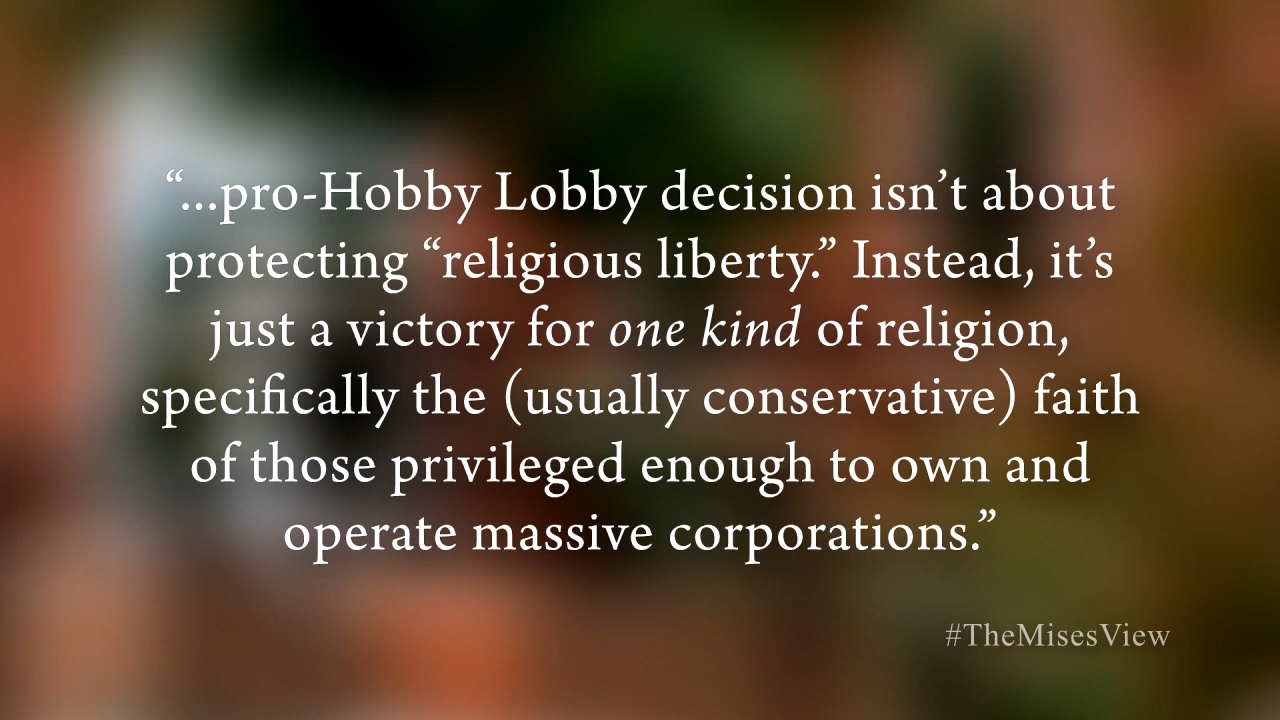 “...pro-Hobby Lobby decision isn’t about
protecting “religious liberty.” Instead, it’s
just a victory for one kind of religion,
specifically the (usually conservative) faith
of those privileged enough to own and
operate massive corporations.”
#TheMisesView